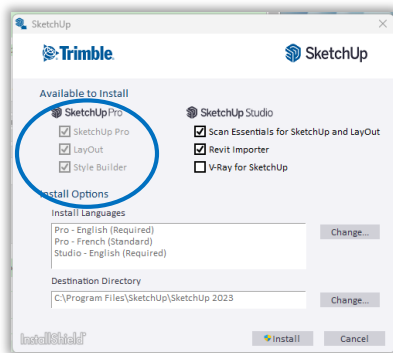 SketchUp
Trimble
SketchUp
Available to Install
SketchUp Pro
SketchUp Studio
SketchUp Pro
Scan Essentials for SketchUp and LayOut
LayOut
Revit Importer
Style Builder
V-Ray for SketchUp
Install Options
Install Languages
Pro - English (Required)
Pro - French (Standard)
Studio - English (Required)
Change...
Destination Directory
C:\Program Files\SketchUp\SketchUp 2023
Change...
InstallShield
Install
Cancel